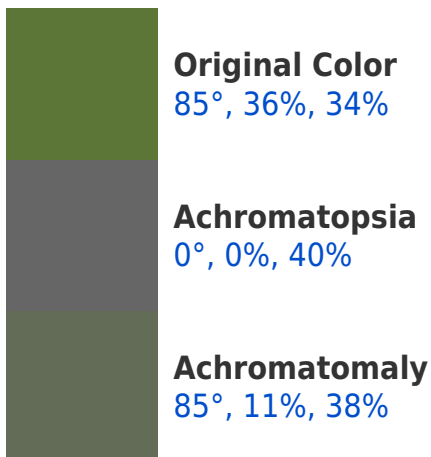 Original Color
85°, 36%, 34%
Achromatopsia
0°, 0%, 40%
Achromatomaly
85°, 11%, 38%